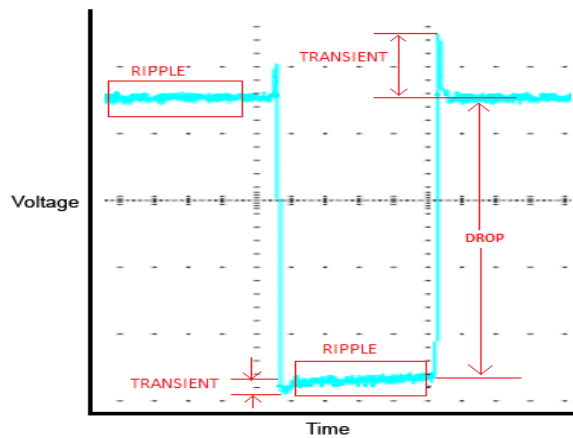 TRANSIENT
RIPPLE
Voltage
DROP
RIPPLE
TRANSIENT
Time